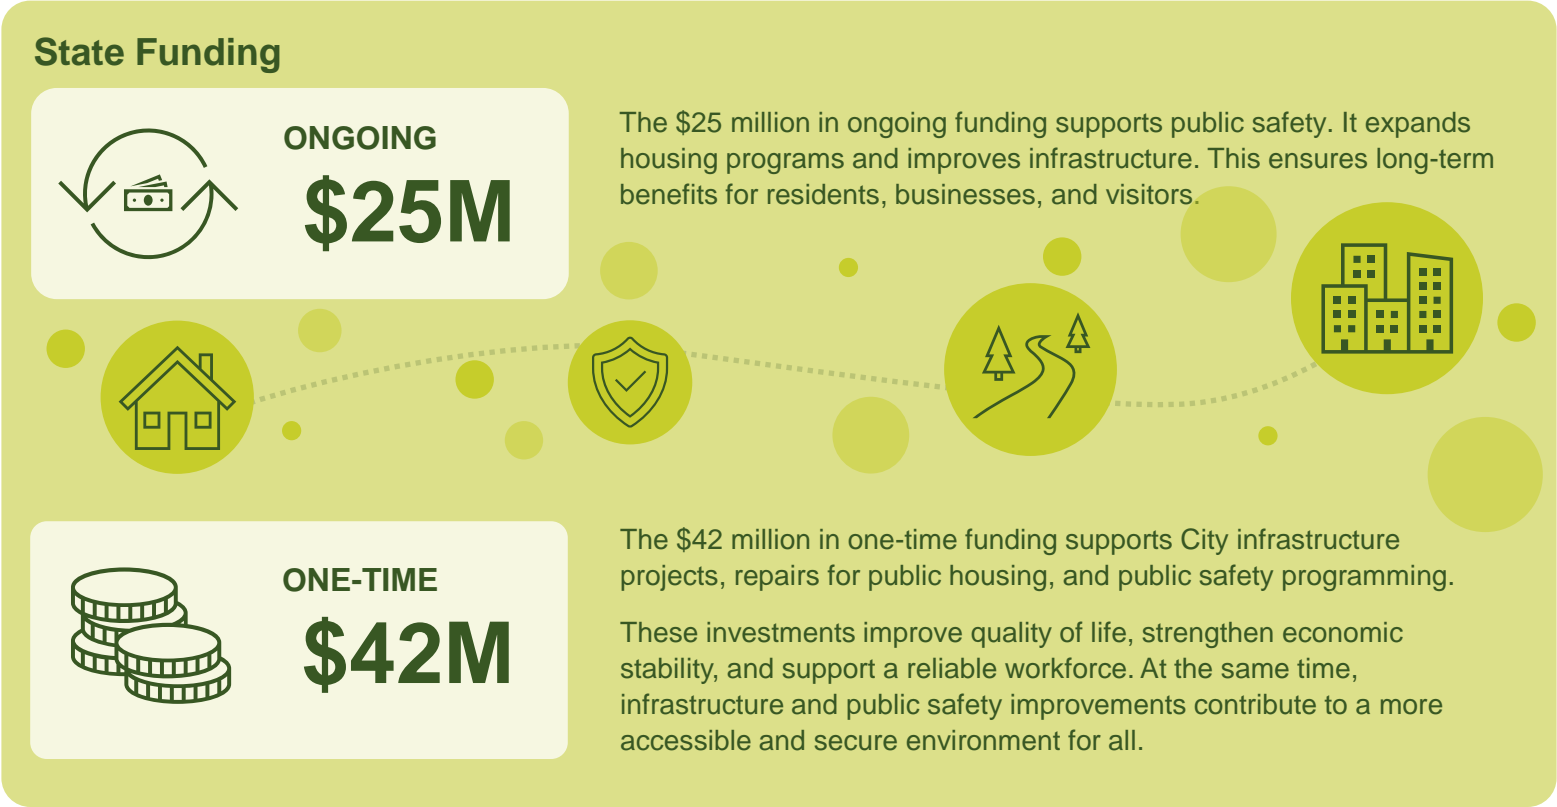 State Funding
ONGOING
$25M
The $25 million in ongoing funding supports public safety. It expands
housing programs and improves infrastructure. This ensures long-term
benefits for residents, businesses, and visitors.
ONE-TIME
$42M
The $42 million in one-time funding supports City infrastructure
projects, repairs for public housing, and public safety programming.
These investments improve quality of life, strengthen economic
stability, and support a reliable workforce. At the same time,
infrastructure and public safety improvements contribute to a more
accessible and secure environment for all.